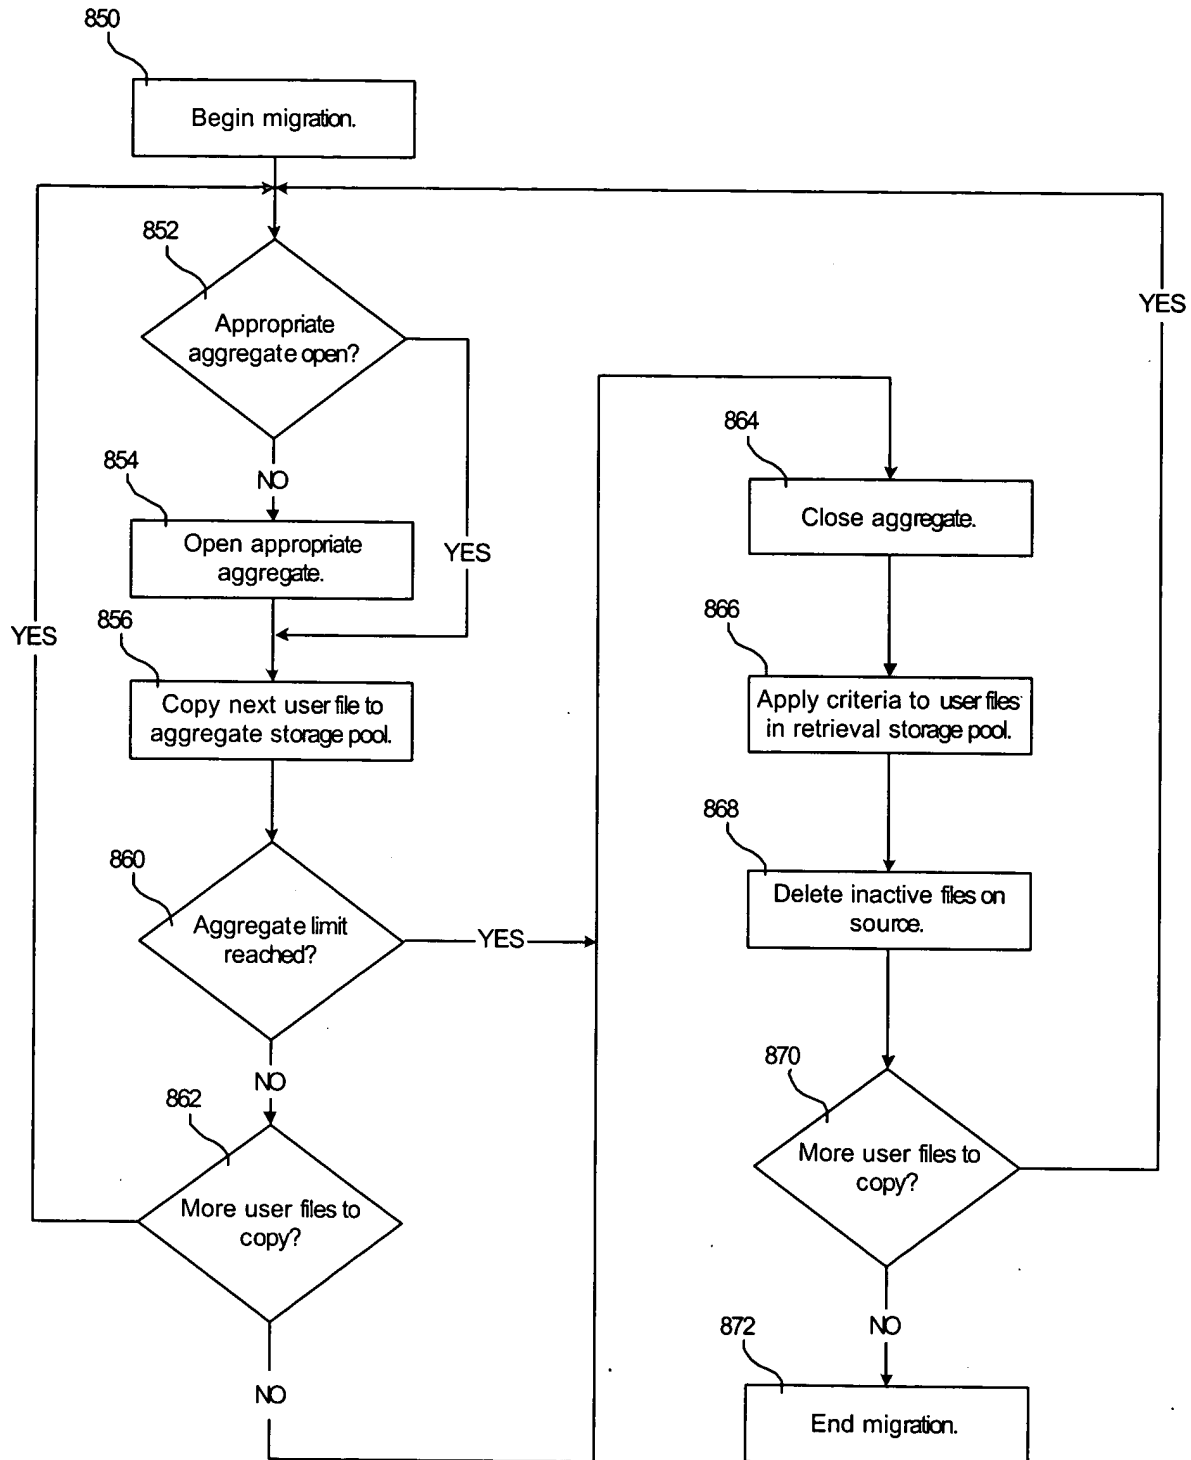 850
Begin migration.
852
Appropriate
aggregate open?
YES
NO
854
Open appropriate
aggregate.
YES
YES
856
Copy next user file to
aggregate storage pool.
860
Aggregate limit
reached?
YES
NO
862
More user files to
copy?
NO
864
Close aggregate.
866
Apply criteria to user files
in retrieval storage pool.
868
Delete inactive files on
source.
870
More user files to
copy?
NO
872
End migration.